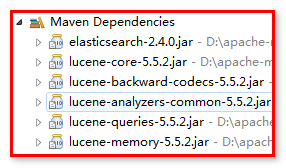 Maven Dependencies
elasticsearch-2.4.0.jar - D:\apache-m
lucene-core-5.5.2.jar - D:\apache-
lucene-backward-codecs-5.5.2.jar
lucene-analyzers-common-5.5.2.jar
lucene-queries-5.5.2.jar - D:\apac
lucene-memory-5.5.2.jar - D:\apa